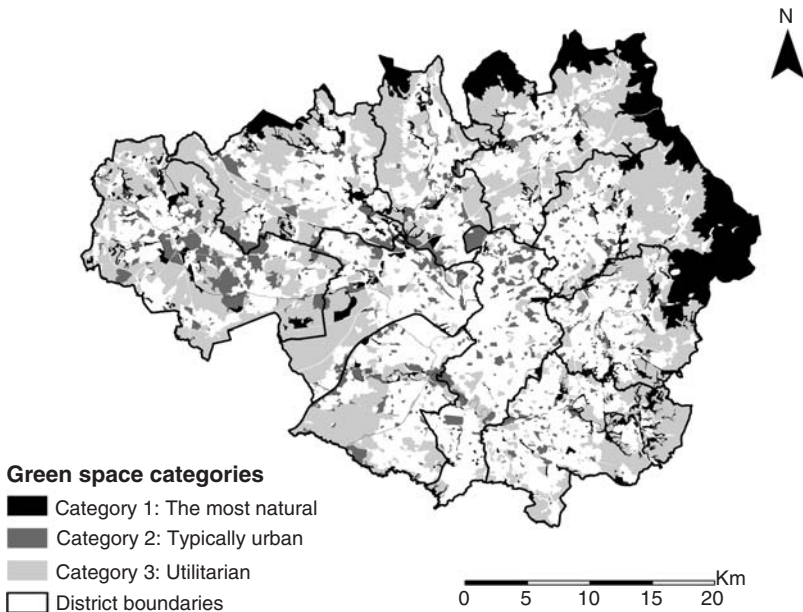 N
Green space categories
Category 1: The most natural
Category 2: Typically urban
Category 3: Utilitarian
District boundaries
Km
0 5 10 15 20